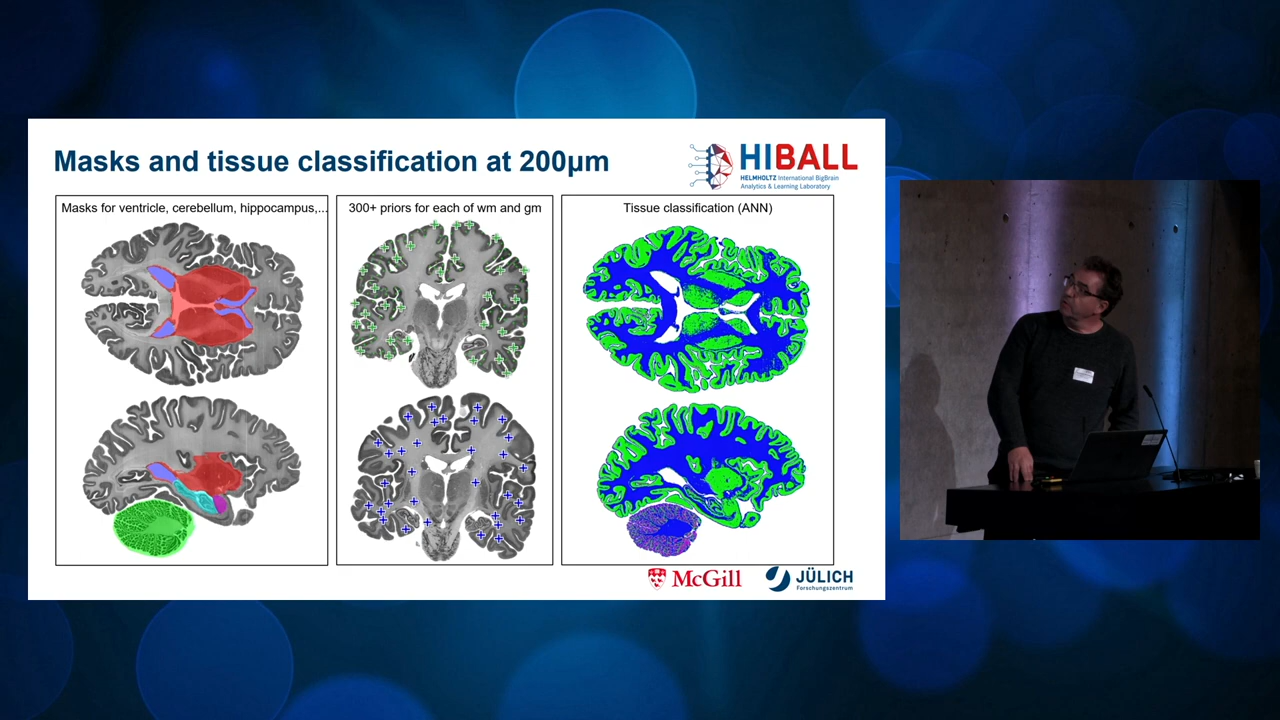 Masks and tissue classification at 200µm
HIBALL
HELMHOLTZ International BigBrain
Analytics & Learning Laboratory
Masks for ventricle, cerebellum, hippocampus,...
300+ priors for each of wm and gm
Tissue classification (ANN)
McGill
JÜLICH
Forschungszentrum